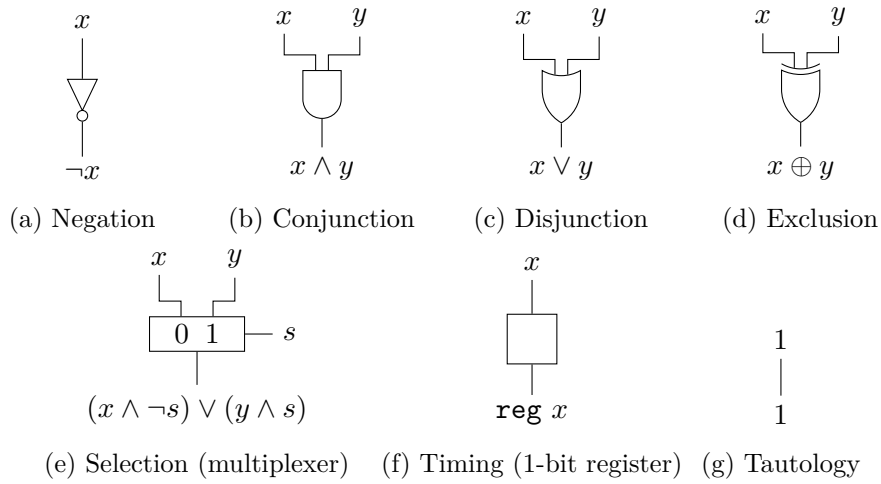 x x y x y x y
¬x x ∧ y x ∨ y x ⊕ y
(a) Negation (b) Conjunction (c) Disjunction (d) Exclusion
x y x
0 1 s 1
(x ∧ ¬s) ∨ (y ∧ s) reg x 1
(e) Selection (multiplexer) (f) Timing (1-bit register) (g) Tautology